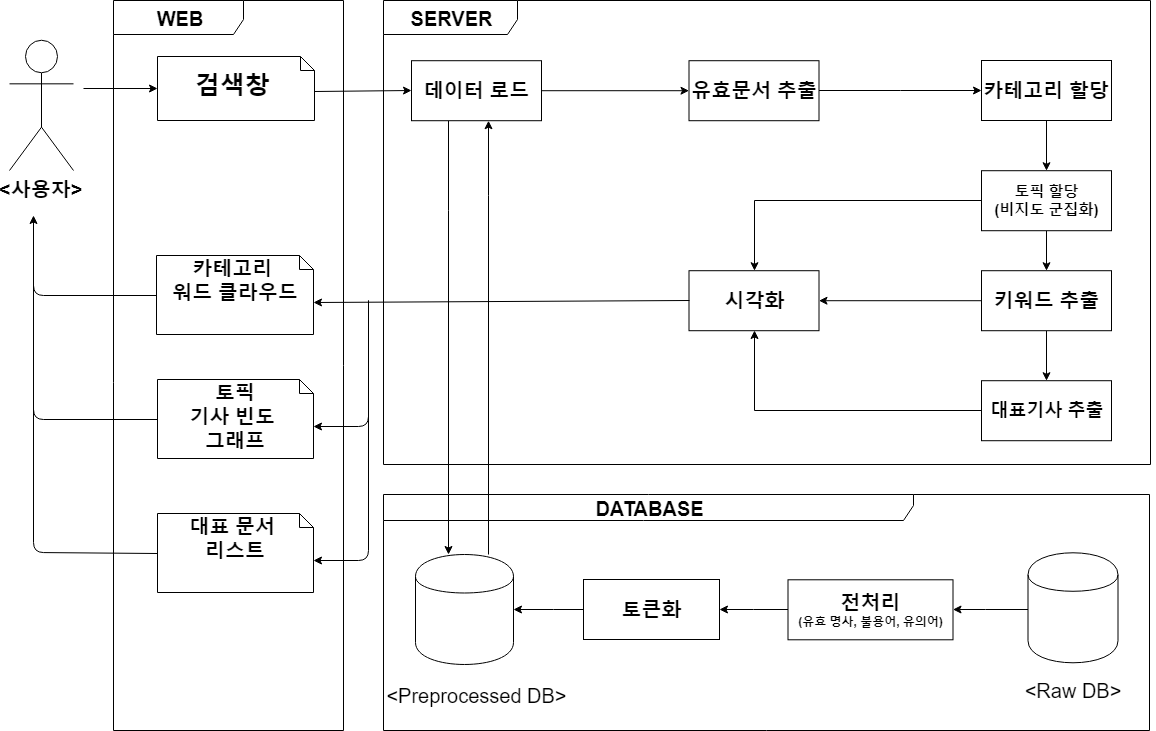 WEB
SERVER
검색창
데이터 로드
유효문서 추출
카테고리 할당
<사용자>
토픽 할당
(비지도 군집화)
카테고리
워드 클라우드
시각화
키워드 추출
토픽
기사 빈도
그래프
대표기사 추출
DATABASE
대표 문서
리스트
토큰화
전처리
(유효 명사, 불용어, 유의어)
<Preprocessed DB>
<Raw DB>